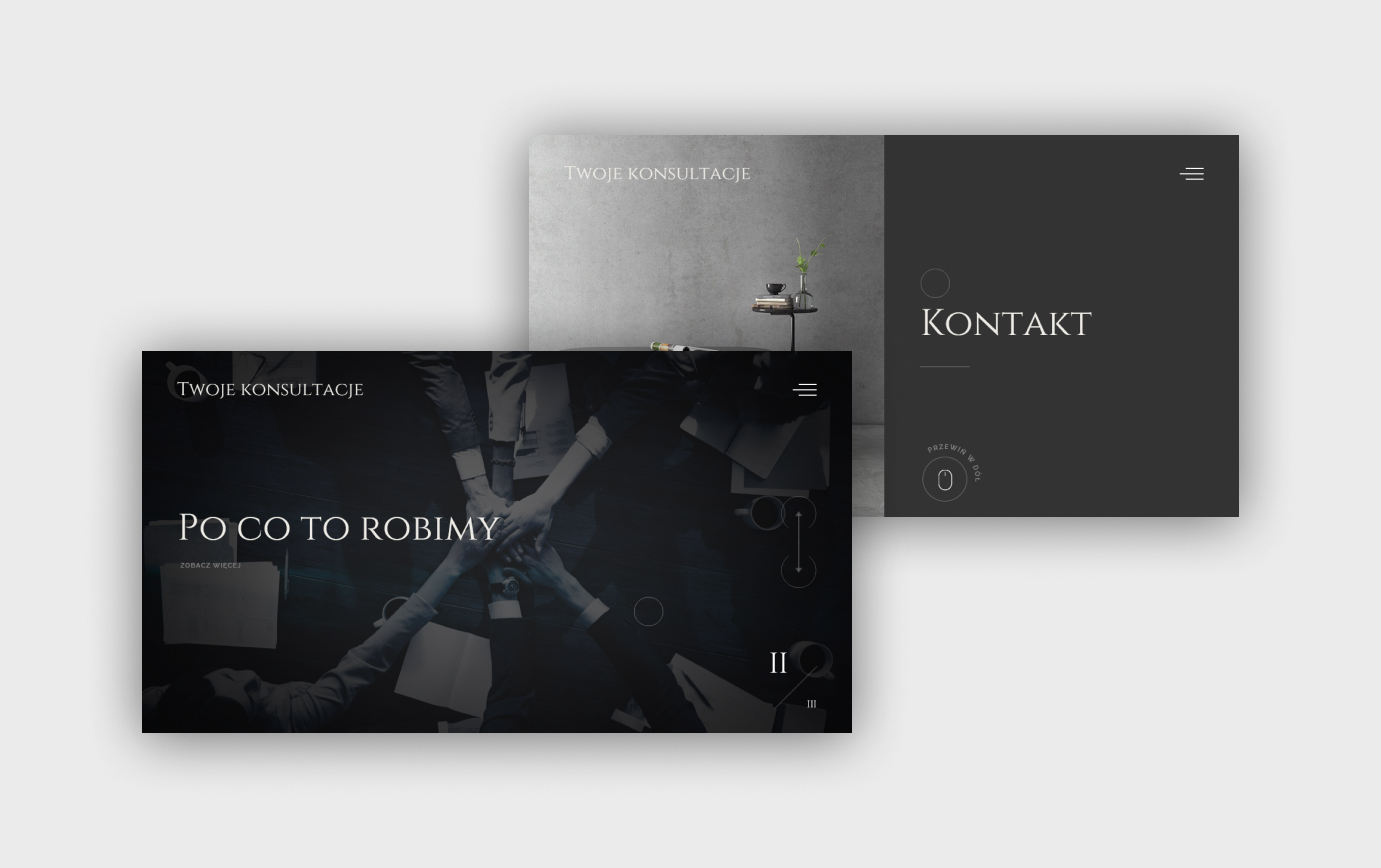 Twoje konsultacje
Kontakt
PRZEWIŃ W DÓŁ
Twoje konsultacje
Po co to robimy
ZOBACZ WIĘCEJ
II
III